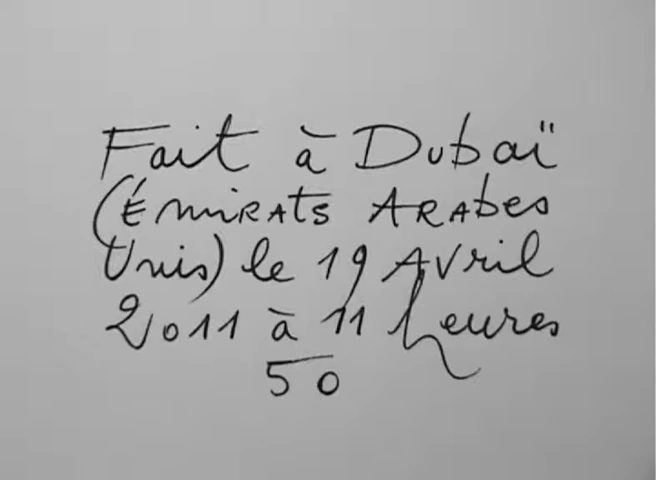 Fait à Dubaï
(Émirats Arabes
Unis) le 19 Avril
2011 à 11 heures
50